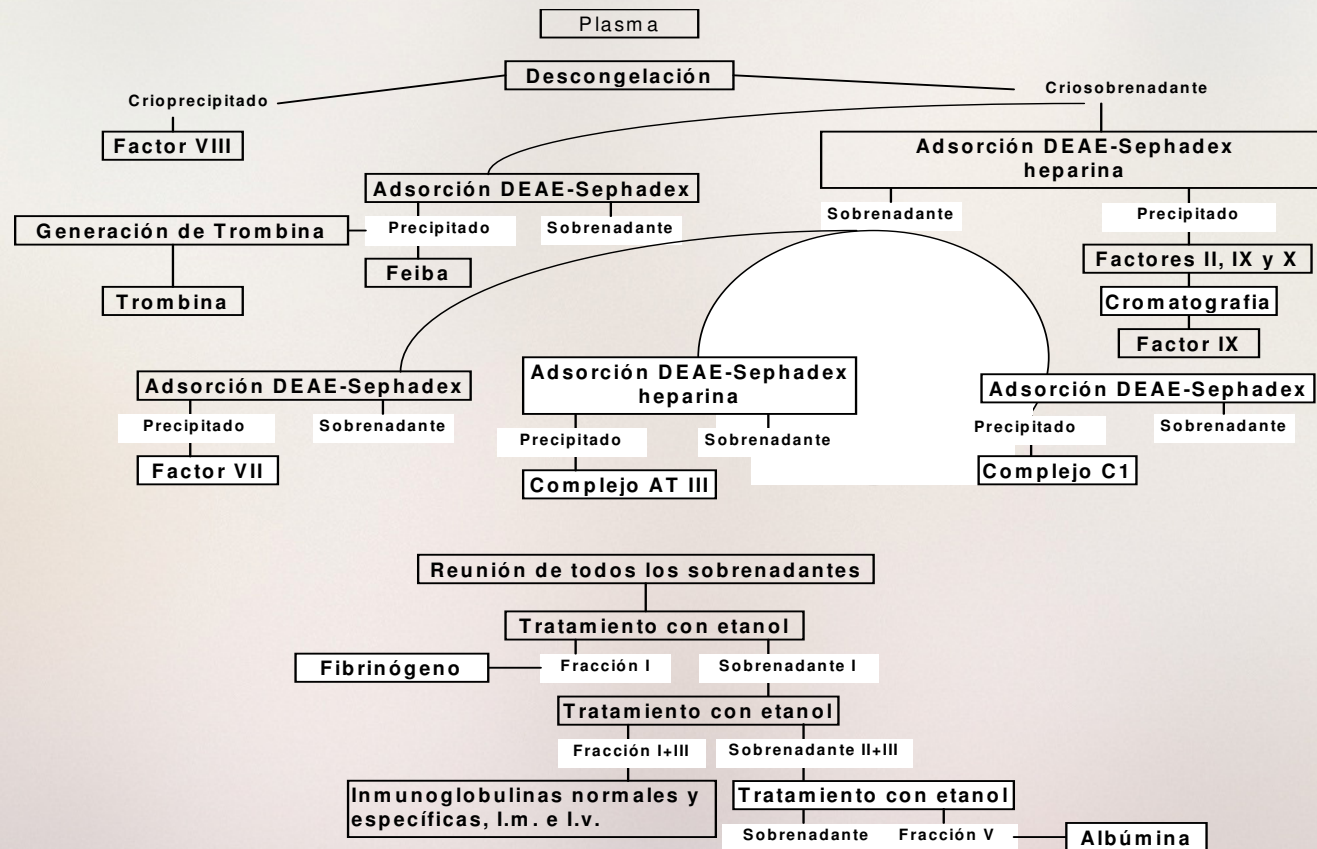 Plasma
Descongelación
Crioprecipitado
Criosobrenadante
Factor VIII
Adsorción DEAE-Sephadex
heparina
Adsorción DEAE-Sephadex
Sobrenadante
Precipitado
Generación de Trombina
Precipitado
Sobrenadante
Factores II, IX y X
Feiba
Trombina
Cromatografia
Factor IX
Adsorción DEAE-Sephadex
Adsorción DEAE-Sephadex
heparina
Adsorción DEAE-Sephadex
Precipitado
Sobrenadante
Precipitado
Sobrenadante
Precipitado
Sobrenadante
Factor VII
Complejo AT III
Complejo C1
Reunión de todos los sobrenadantes
Tratamiento con etanol
Fibrinógeno
Fracción I
Sobrenadante I
Tratamiento con etanol
Fracción I+III
Sobrenadante II+III
Inmunoglobulinas normales y
específicas, I.m. e I.v.
Tratamiento con etanol
Sobrenadante
Fracción V
Albúmina